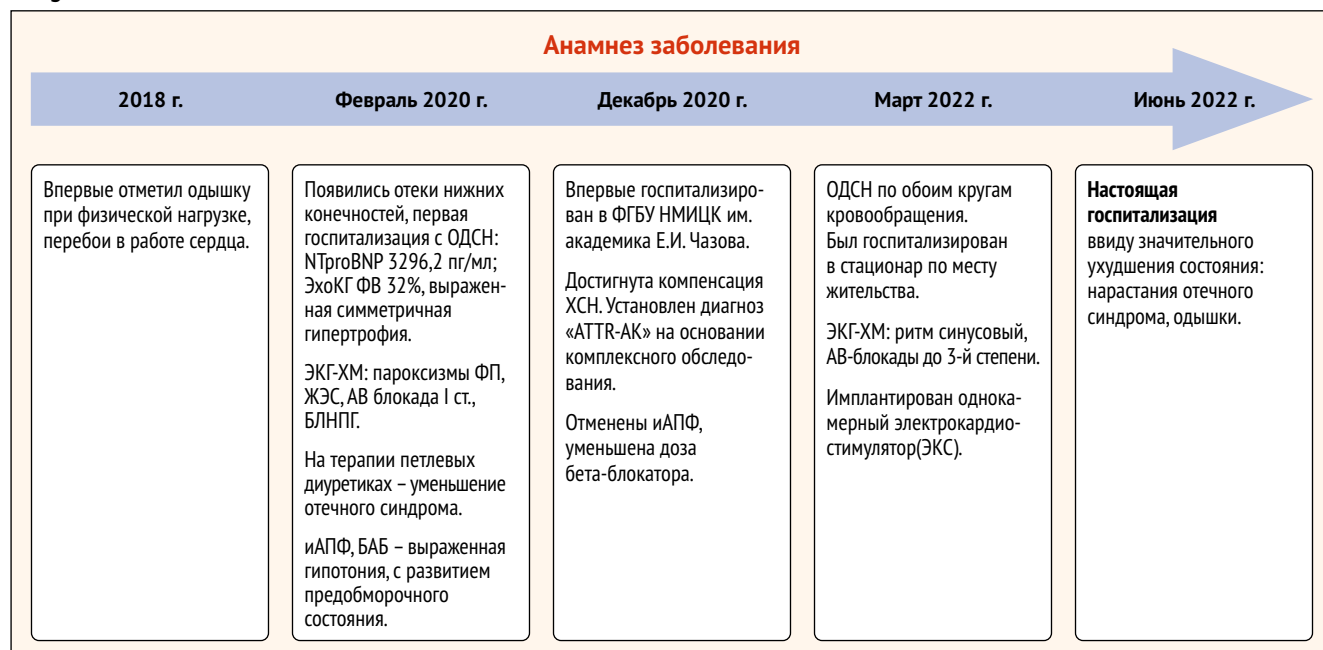 Анамнез заболевания
2018 г.
Февраль 2020 г.
Декабрь 2020 г.
Март 2022 г.
Июнь 2022 г.
Впервые отметил одышку
при физической нагрузке,
перебои в работе сердца.
Появились отеки нижних
конечностей, первая
госпитализация с ОДСН:
NTproBNP 3296,2 пг/мл;
ЭхоКГ ФВ 32%, выражен-
ная симметричная
гипертрофия.
ЭКГ-ХМ: пароксизмы ФП,
ЖЭС, АВ блокада I ст.,
БЛНПГ.
На терапии петлевых
диуретиках – уменьшение
отечного синдрома.
иАПФ, БАБ – выраженная
гипотония, с развитием
предобморочного
состояния.
Впервые госпитализиро-
ван в ФГБУ НМИЦК им.
академика Е.И. Чазова.
Достигнута компенсация
ХСН. Установлен диагноз
«ATTR-АК» на основании
комплексного обследо-
вания.
Отменены иАПФ,
уменьшена доза
бета-блокатора.
ОДСН по обоим кругам
кровообращения.
Был госпитализирован
в стационар по месту
жительства.
ЭКГ-ХМ: ритм синусовый,
АВ-блокады до 3-й степени.
Имплантирован однока-
мерный электрокардио-
стимулятор(ЭКС).
Настоящая
госпитализация
ввиду значительного
ухудшения состояния:
нарастания отечного
синдрома, одышки.